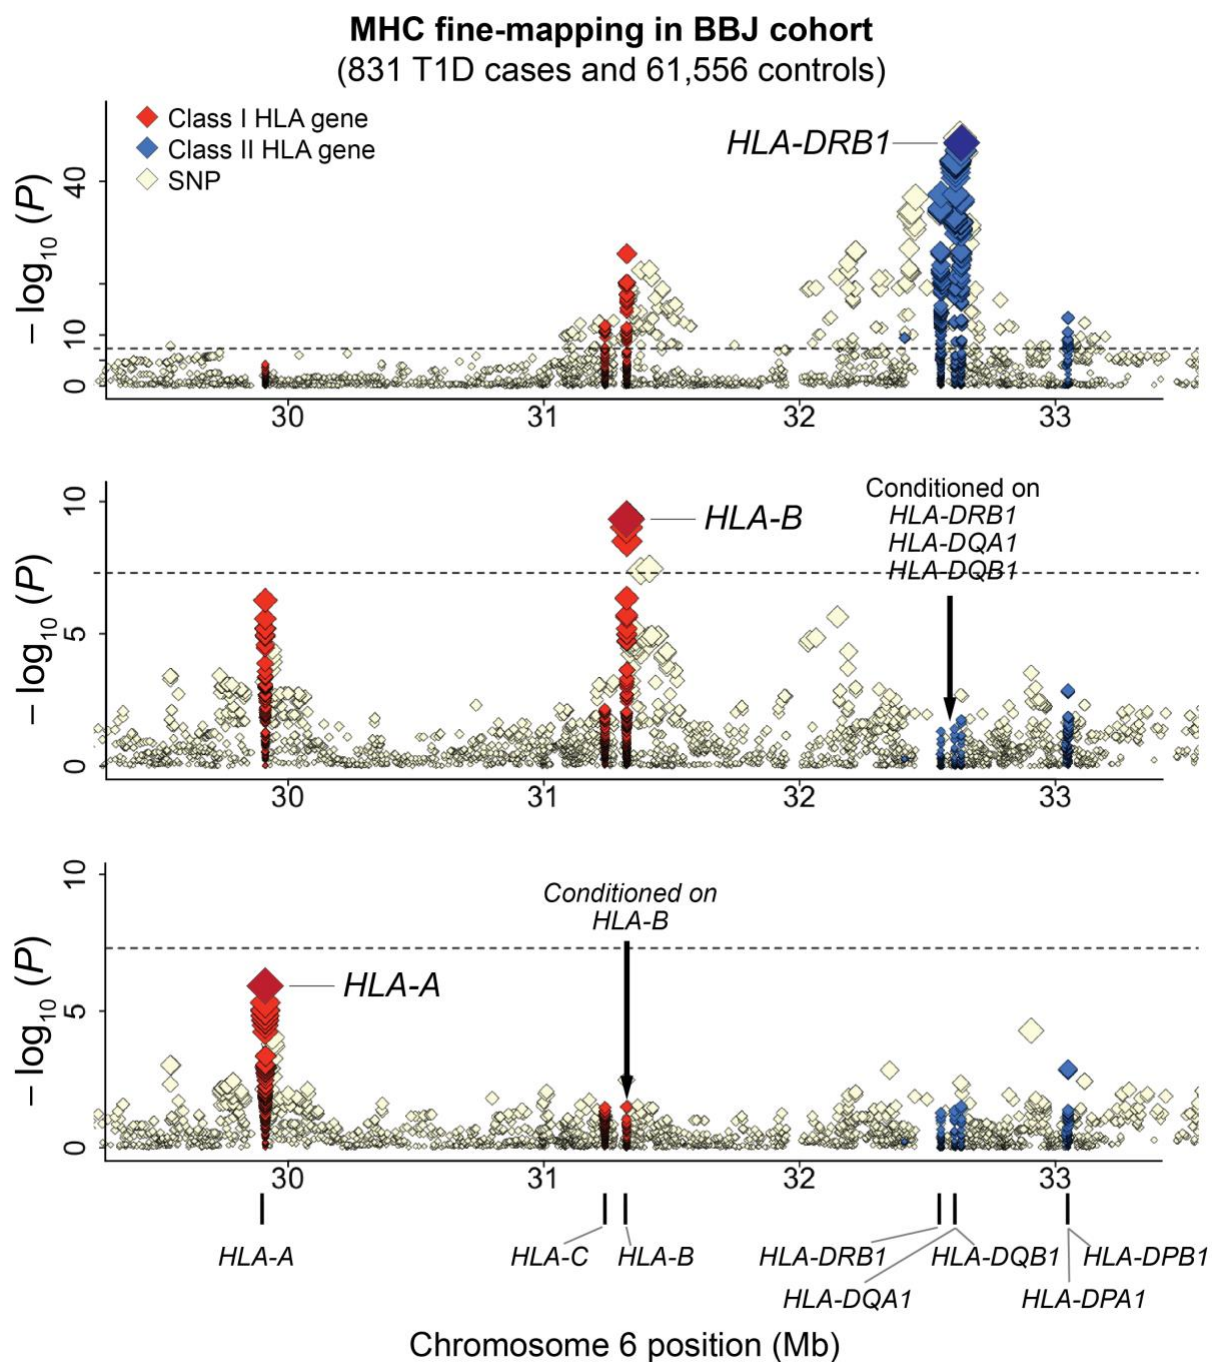 MHC fine-mapping in BBJ cohort
(831 T1D cases and 61,556 controls)
Class I HLA gene
Class II HLA gene
SNP
HLA-DRB1
– log10 (P)
40
10
0
30
31
32
33
Conditioned on
HLA-DRB1
HLA-DQA1
HLA-DQB1
HLA-B
– log10 (P)
10
5
0
30
31
32
33
Conditioned on
HLA-B
HLA-A
– log10 (P)
10
5
0
30
31
32
33
HLA-A
HLA-C
HLA-B
HLA-DRB1
HLA-DQB1
HLA-DPB1
HLA-DQA1
HLA-DPA1
Chromosome 6 position (Mb)